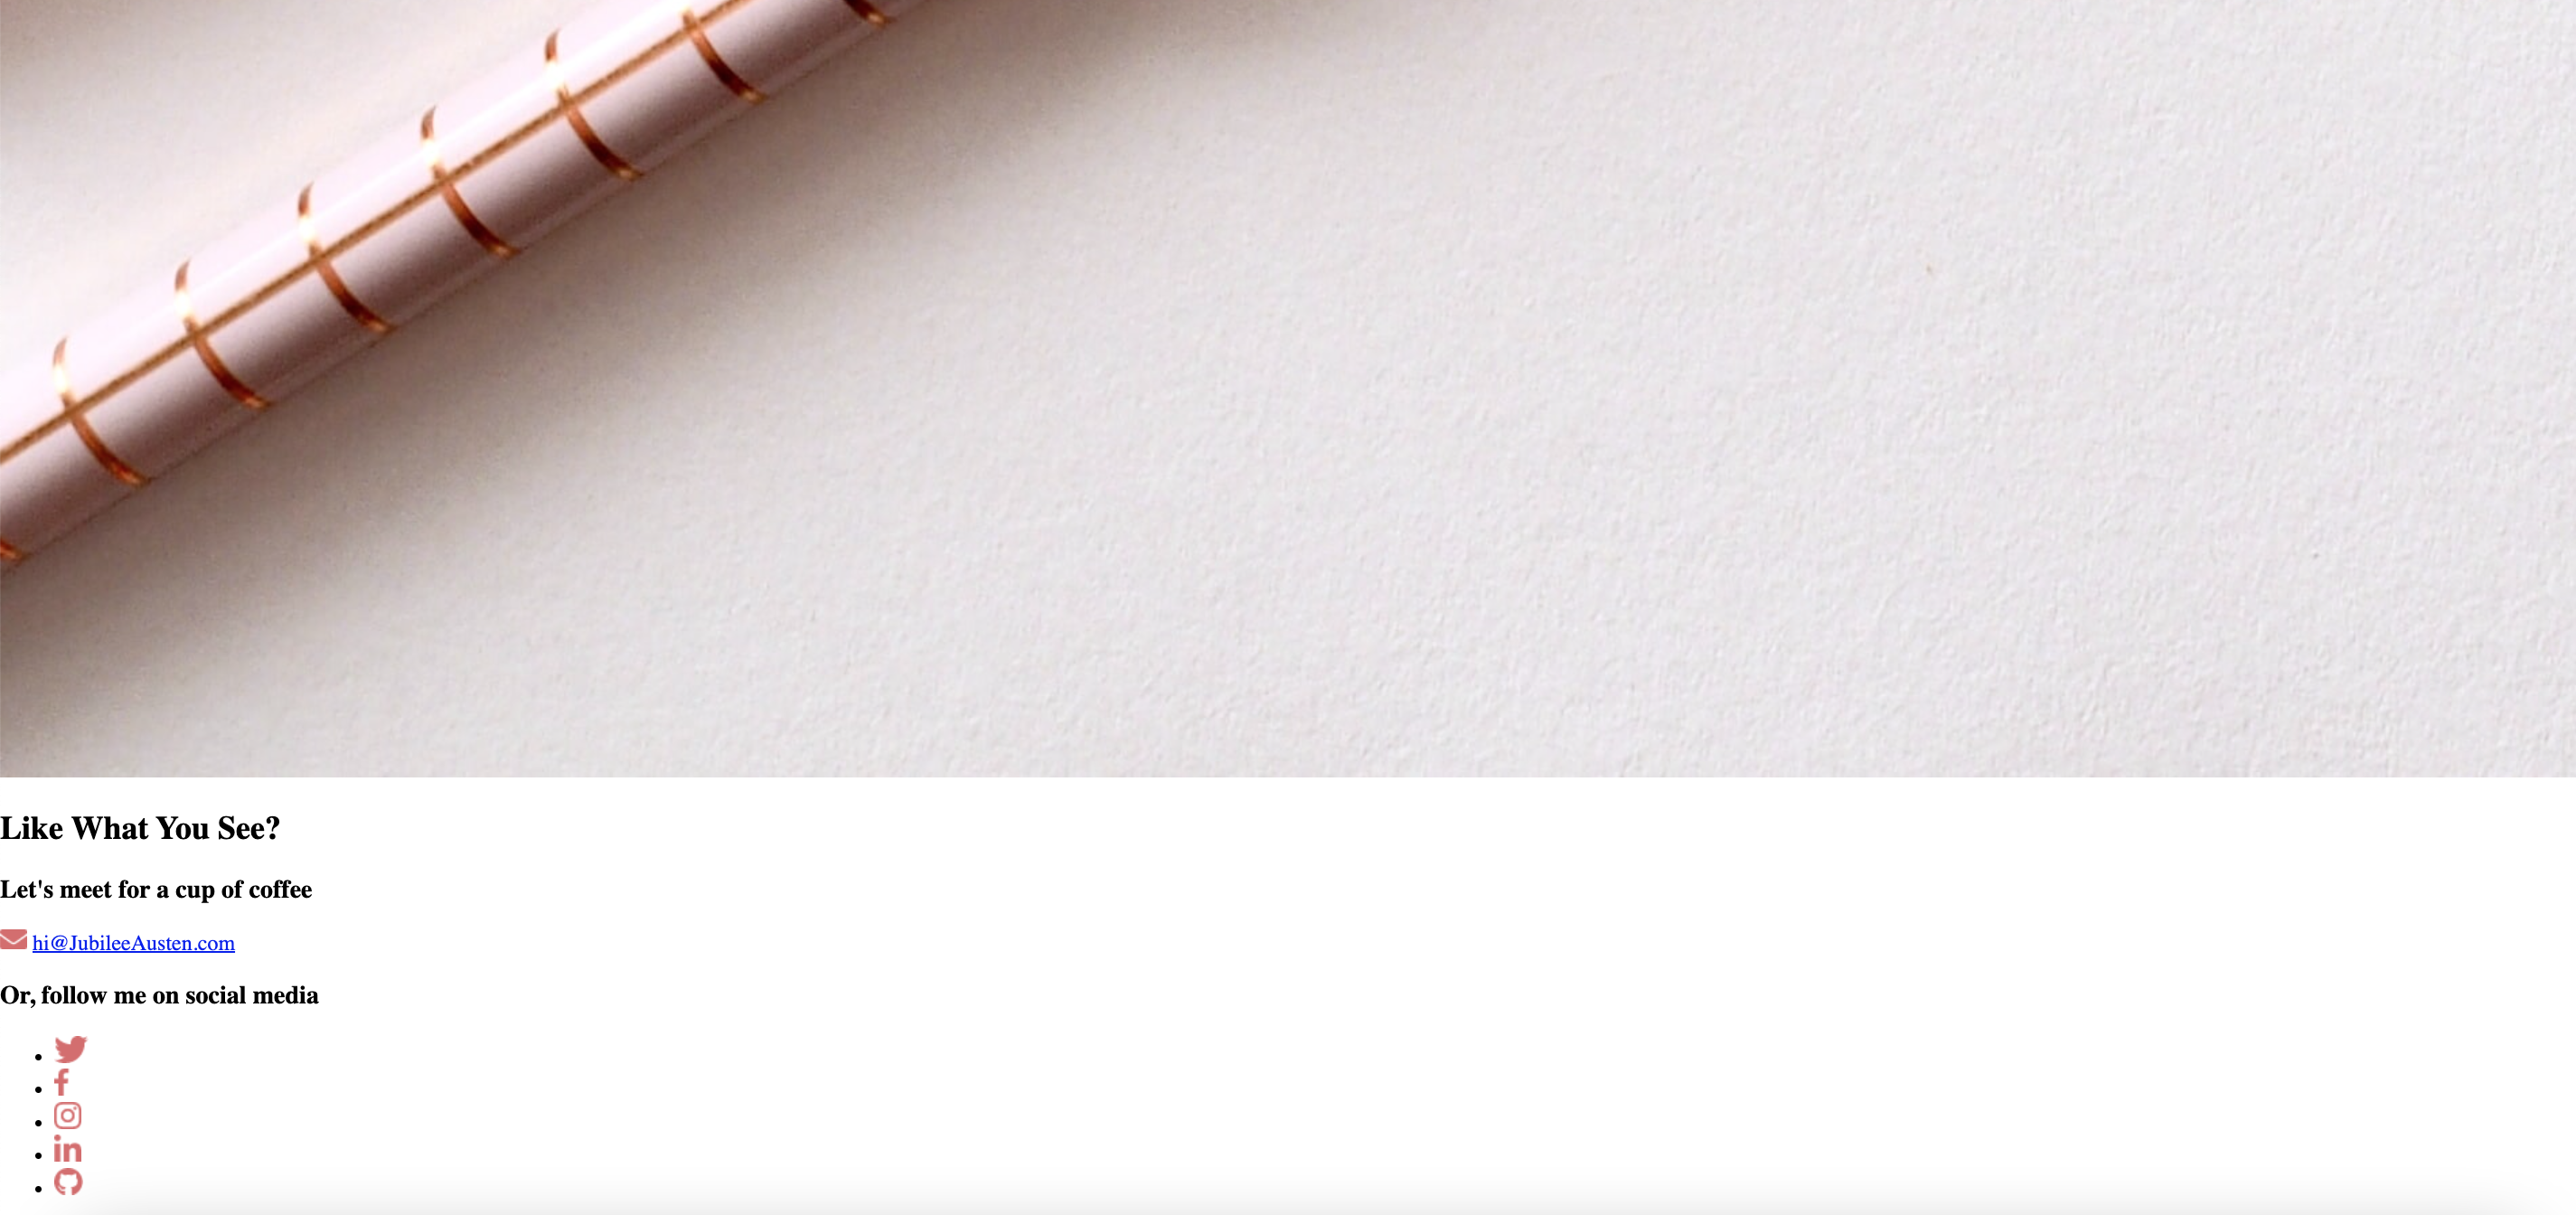 Like What You See?
Let's meet for a cup of coffee
hi@JubileeAusten.com
Or, follow me on social media